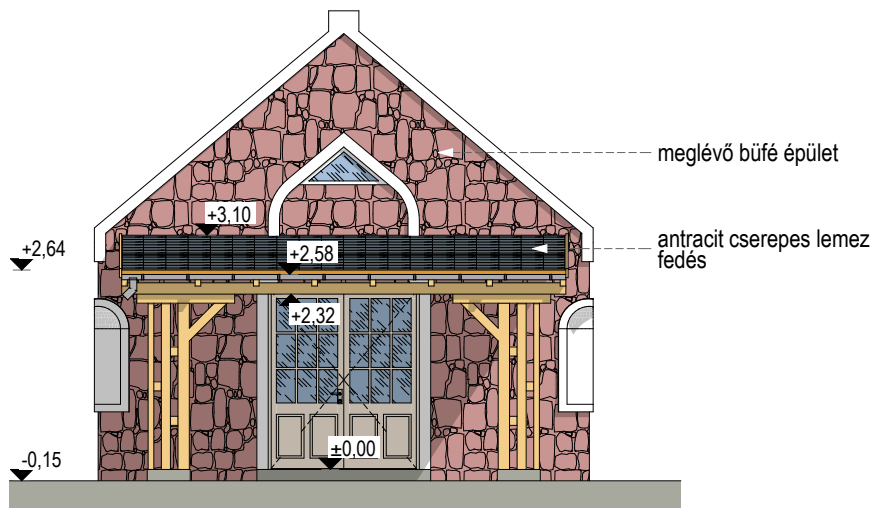 meglévő büfé épület
+3,10
+2,64
+2,58
antracit cserepes lemez
fedés
+2,32
±0,00
-0,15